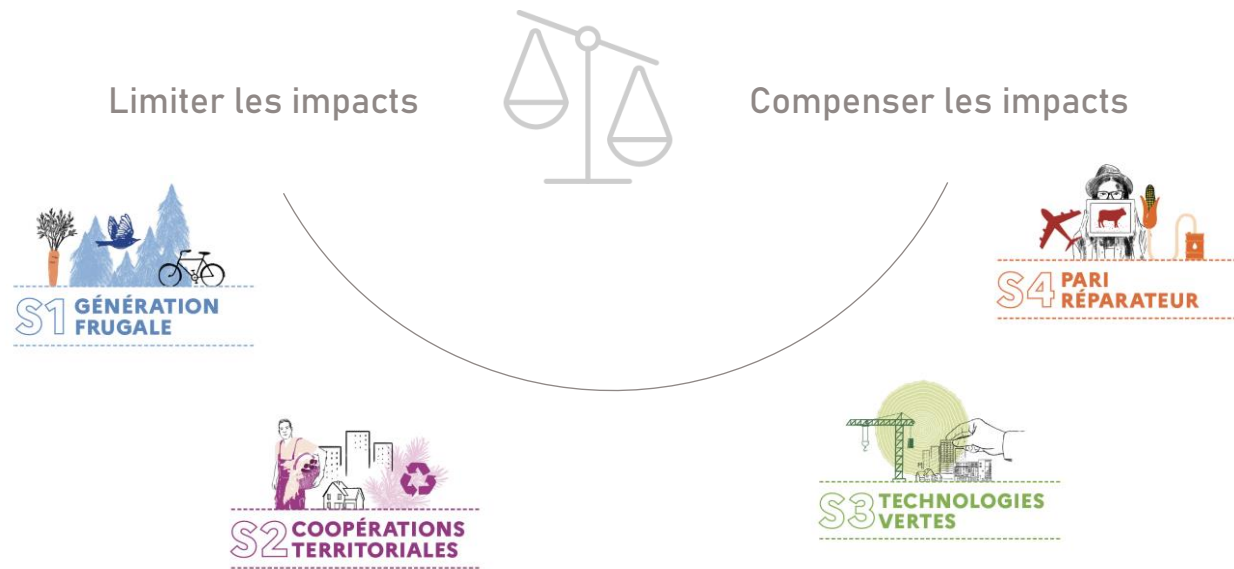 Limiter les impacts
Compenser les impacts
S1 GÉNÉRATION
FRUGALE
S4 PARI
RÉPARATEUR
S2 COOPÉRATIONS
TERRITORIALES
S3 TECHNOLOGIES
VERTES